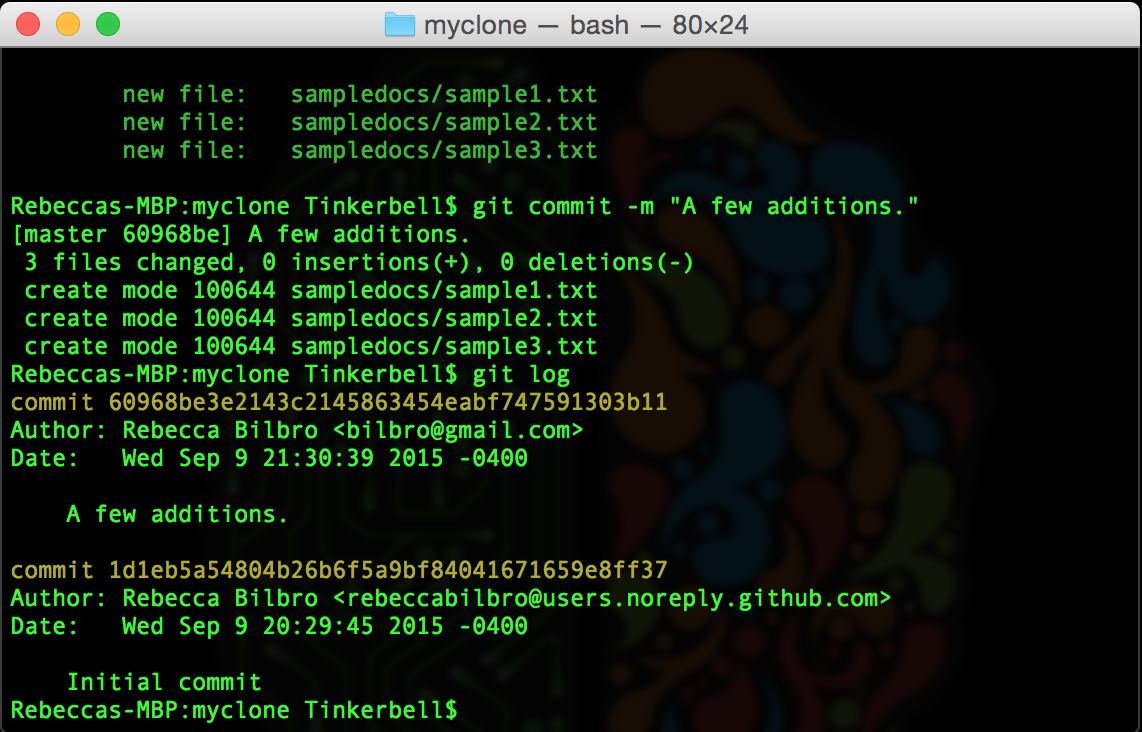 myclone — bash — 80×24
new file:   sampledocs/sample1.txt
new file:   sampledocs/sample2.txt
new file:   sampledocs/sample3.txt
Rebeccas-MBP:myclone Tinkerbell$ git commit -m "A few additions."
[master 60968be] A few additions.
 3 files changed, 0 insertions(+), 0 deletions(-)
 create mode 100644 sampledocs/sample1.txt
 create mode 100644 sampledocs/sample2.txt
 create mode 100644 sampledocs/sample3.txt
Rebeccas-MBP:myclone Tinkerbell$ git log
commit 60968be3e2143c2145863454eabf747591303b11
Author: Rebecca Bilbro <bilbro@gmail.com>
Date:   Wed Sep 9 21:30:39 2015 -0400
    A few additions.
commit 1d1eb5a54804b26b6f5a9bf84041671659e8ff37
Author: Rebecca Bilbro <rebeccabilbro@users.noreply.github.com>
Date:   Wed Sep 9 20:29:45 2015 -0400
    Initial commit
Rebeccas-MBP:myclone Tinkerbell$